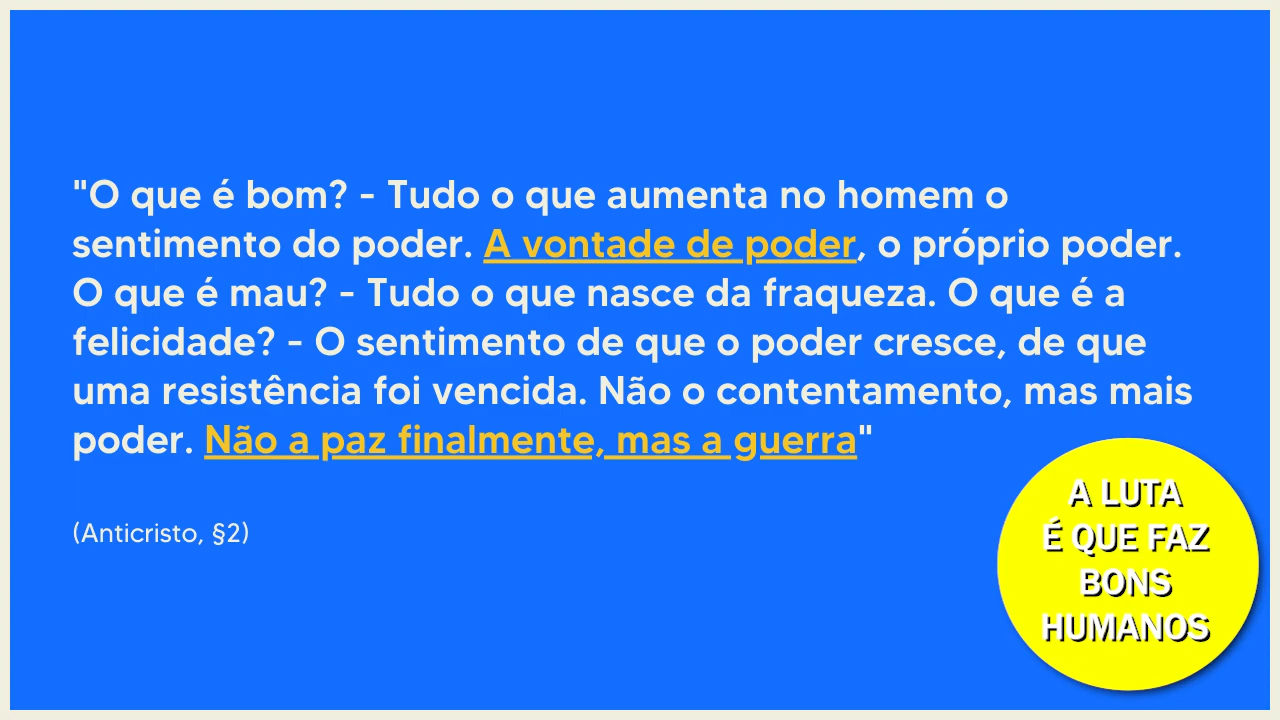 "O que é bom? - Tudo o que aumenta no homem o
sentimento do poder. A vontade de poder, o próprio poder.
O que é mau? - Tudo o que nasce da fraqueza. O que é a
felicidade? - O sentimento de que o poder cresce, de que
uma resistência foi vencida. Não o contentamento, mas mais
poder. Não a paz finalmente, mas a guerra"
(Anticristo, §2)
A LUTA
É QUE FAZ
BONS
HUMANOS